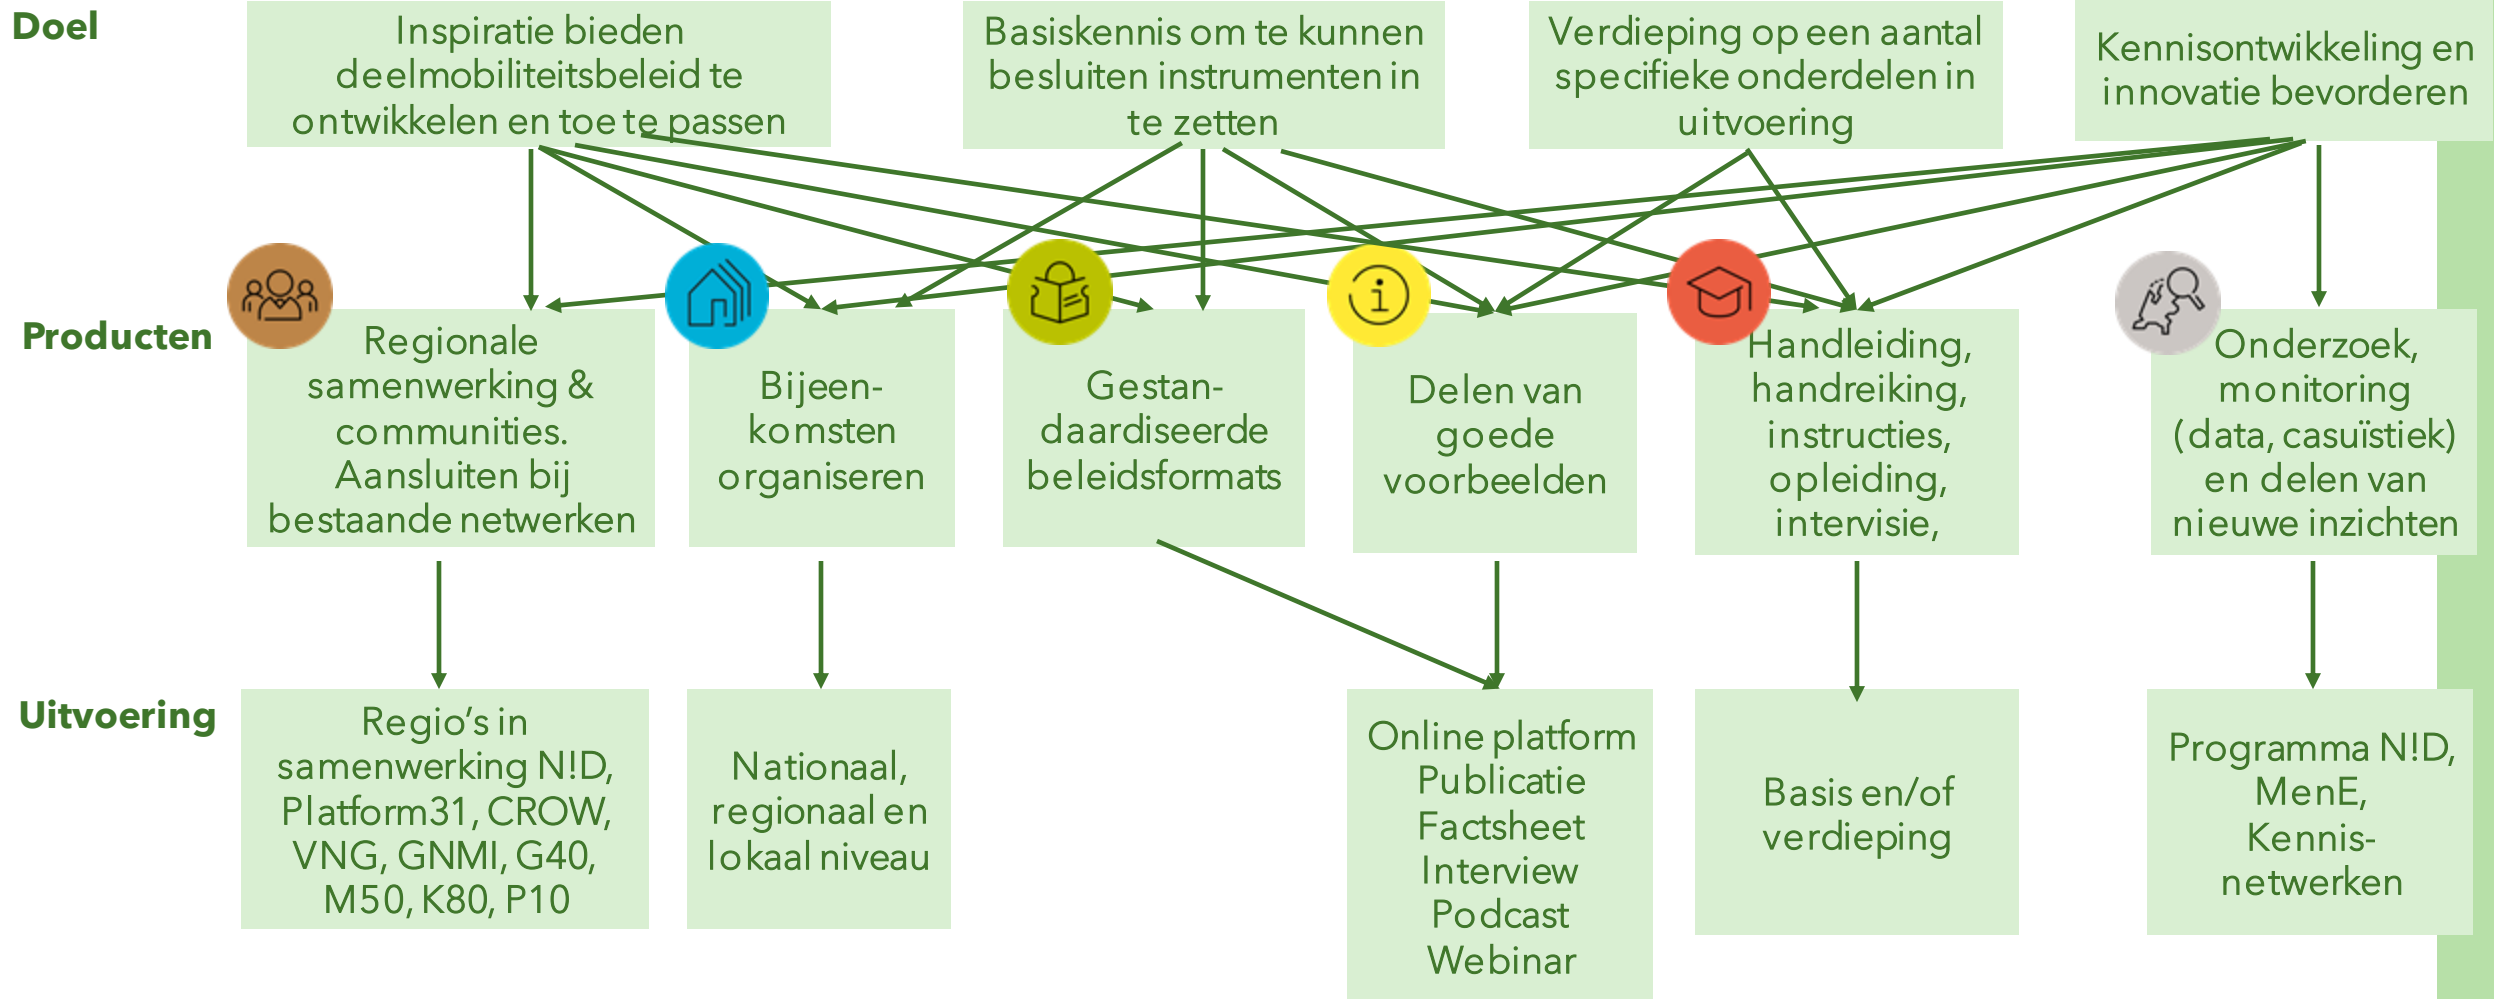 Doel
Inspiratie bieden
deelmobiliteitsbeleid te
ontwikkelen en toe te passen
Basiskennis om te kunnen
besluiten instrumenten in
te zetten
Verdieping op een aantal
specifieke onderdelen in
uitvoering
Kennisontwikkeling en
innovatie bevorderen
Producten
Regionale
samenwerking &
communities.
Aansluiten bij
bestaande netwerken
Bijeen-
komsten
organiseren
Gestan-
daardiseerde
beleidsformats
Delen van
goede
voorbeelden
Handleiding,
handreiking,
instructies,
opleiding,
intervisie,
Onderzoek,
monitoring
(data, casuïstiek)
en delen van
nieuwe inzichten
Uitvoering
Regio's in
samenwerking N!D,
Platform31, CROW,
VNG, GNMI, G40,
M50, K80, P10
Nationaal,
regionaal en
lokaal niveau
Online platform
Publicatie
Factsheet
Interview
Podcast
Webinar
Basis en/of
verdieping
Programma N!D,
MenE,
Kennis-
netwerken